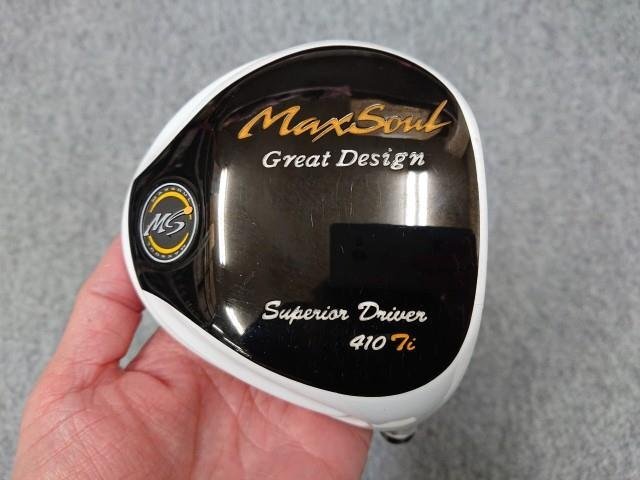 MaxSoul
Great Design
MS
Superior Driver
410 Ti